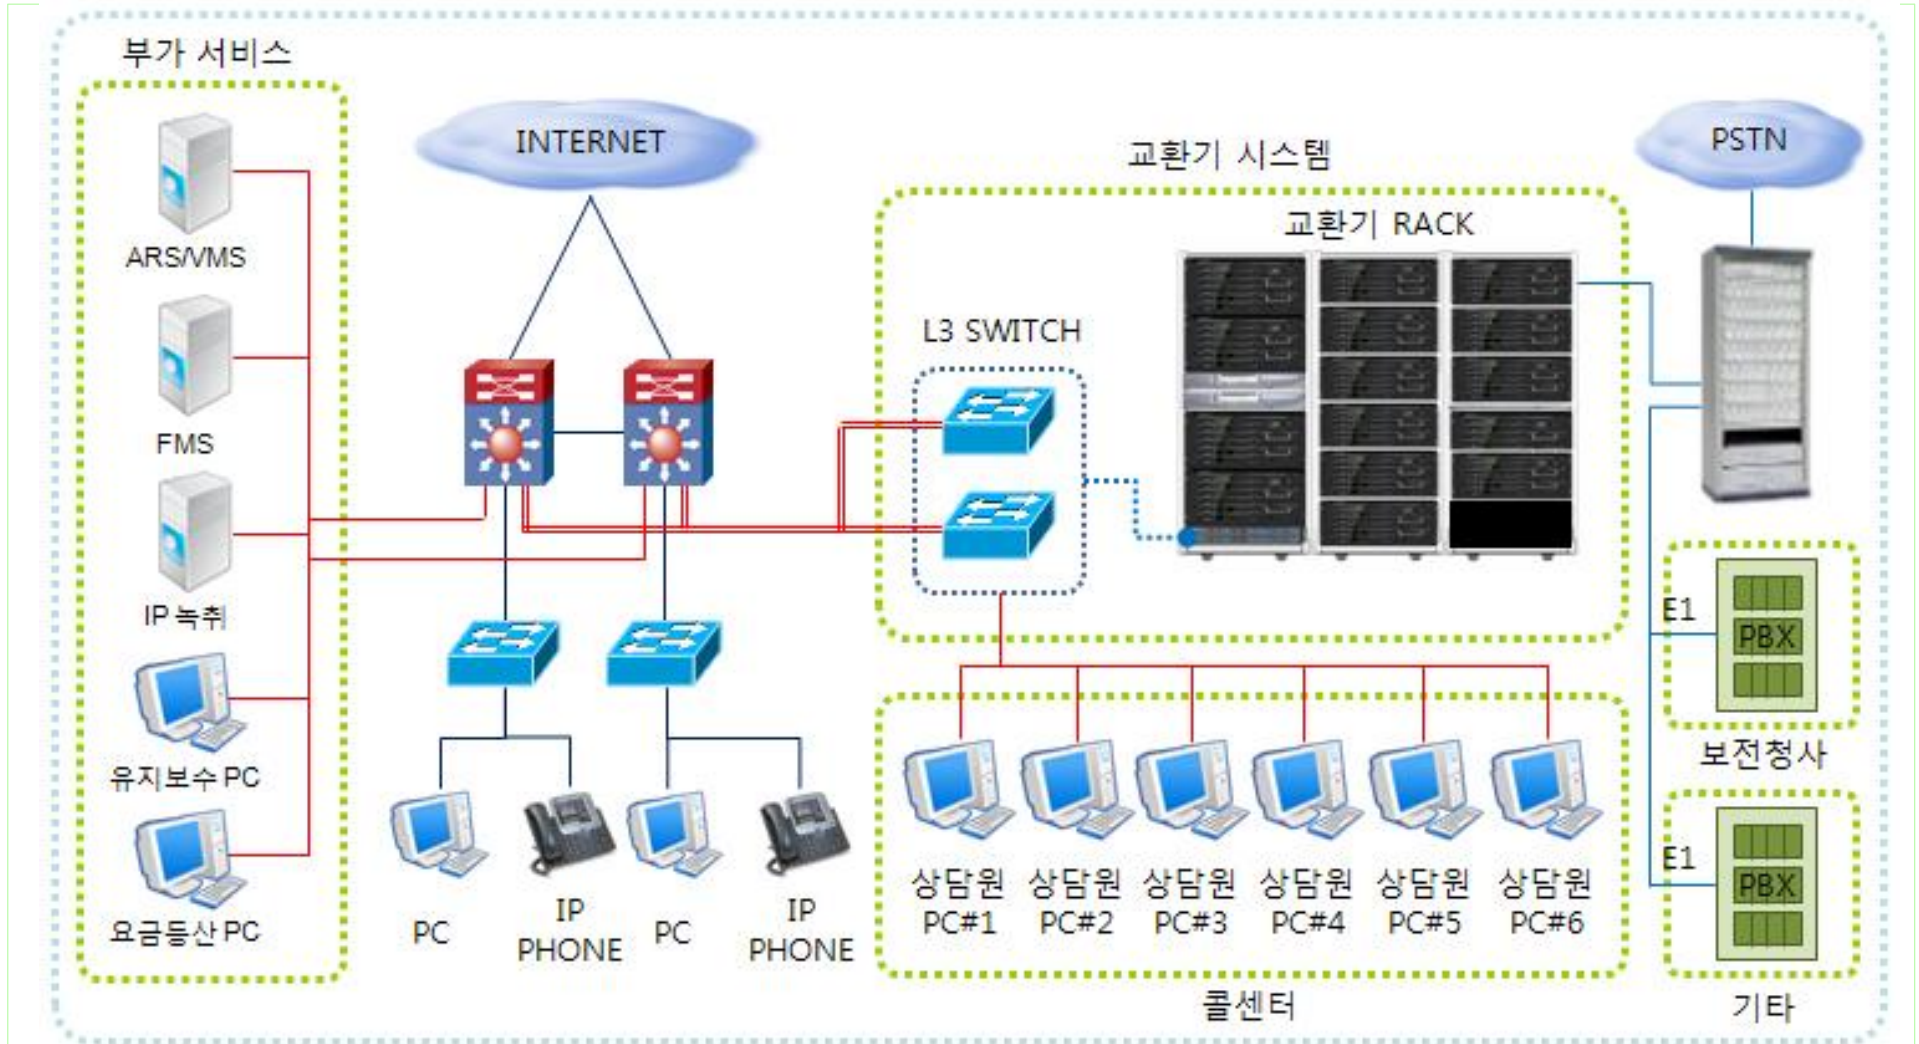 부가 서비스
ARS/VMS
FMS
IP 녹취
유지보수 PC
요금등산 PC
INTERNET
PC
IP
PHONE
PC
IP
PHONE
교환기 시스템
교환기 RACK
L3 SWITCH
상담원
PC#1
상담원
PC#2
상담원
PC#3
상담원
PC#4
상담원
PC#5
상담원
PC#6
콜센터
PSTN
E1
PBX
보전청사
E1
PBX
기타